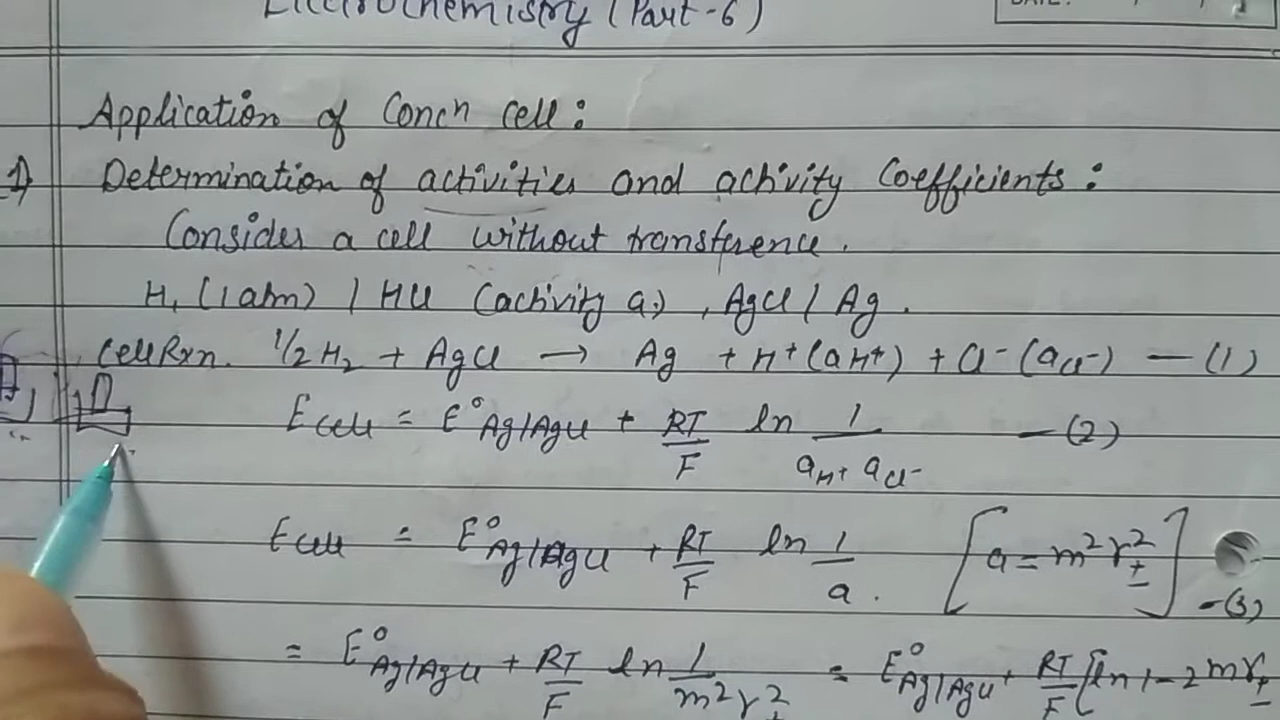 Electrochemistry (Part-6)
DATE:
Application of Concn cell:
1) Determination of activities and activity Coefficients:
Consider a cell without transference.
H, (1 atm) / HCl (activity a), AgCl / Ag.
Cell Rxn. 1/2 H2 + AgCl → Ag + H+ (aH+) + Cl- (aCl-) — (1)
Ecell = E° Ag/AgCl + RT/F ln 1/aH+ aCl- — (2)
Ecell = E° Ag/AgCl + RT/F ln 1/a. [a = m²γ±²] — (3)
= E° Ag/AgCl + RT/F ln 1/m²γ±² = E° Ag/AgCl + RT/F [ln 1 - 2 mγ±